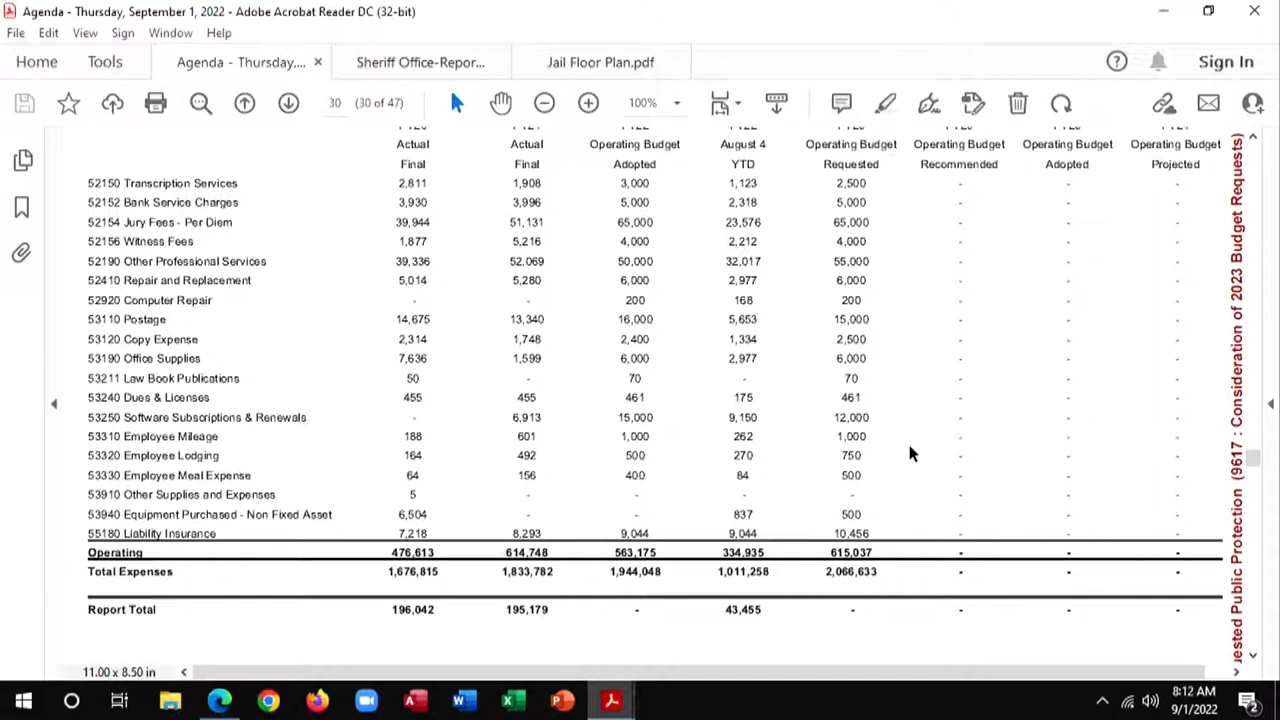 Agenda - Thursday, September 1, 2022 - Adobe Acrobat Reader DC (32-bit)
File Edit View Sign Window Help
Home Tools Agenda - Thursday,... × Sheriff Office-Repor... Jail Floor Plan.pdf Sign In
30 (30 of 47) 100%
Actual Actual Operating Budget August 4 Operating Budget Operating Budget Operating Budget Operating Budget
Final Final Adopted YTD Requested Recommended Adopted Projected
52150 Transcription Services 2,811 1,908 3,000 1,123 2,500 - - -
52152 Bank Service Charges 3,930 3,996 5,000 2,318 5,000 - - -
52154 Jury Fees - Per Diem 39,944 51,131 65,000 23,576 65,000 - - -
52156 Witness Fees 1,877 5,216 4,000 2,212 4,000 - - -
52190 Other Professional Services 39,336 52,069 50,000 32,017 55,000 - - -
52410 Repair and Replacement 5,014 5,280 6,000 2,977 6,000 - - -
52920 Computer Repair - - 200 168 200 - - -
53110 Postage 14,675 13,340 16,000 5,653 15,000 - - -
53120 Copy Expense 2,314 1,748 2,400 1,334 2,500 - - -
53190 Office Supplies 7,636 1,599 6,000 2,977 6,000 - - -
53211 Law Book Publications 50 - 70 - 70 - - -
53240 Dues & Licenses 455 455 461 175 461 - - -
53250 Software Subscriptions & Renewals - 6,913 15,000 9,150 12,000 - - -
53310 Employee Mileage 188 601 1,000 262 1,000 - - -
53320 Employee Lodging 164 492 500 270 750 - - -
53330 Employee Meal Expense 64 156 400 84 500 - - -
53910 Other Supplies and Expenses 5 - - - - - - -
53940 Equipment Purchased - Non Fixed Asset 6,504 - - 837 500 - - -
55180 Liability Insurance 7,218 8,293 9,044 9,044 10,456 - - -
Operating 476,613 614,748 563,175 334,935 615,037 - - -
Total Expenses 1,676,815 1,833,782 1,944,048 1,011,258 2,066,633 - - -
Report Total 196,042 195,179 - 43,455 - - - -
ested Public Protection (9617 : Consideration of 2023 Budget Requests)
11.00 x 8.50 in
8:12 AM
9/1/2022
2